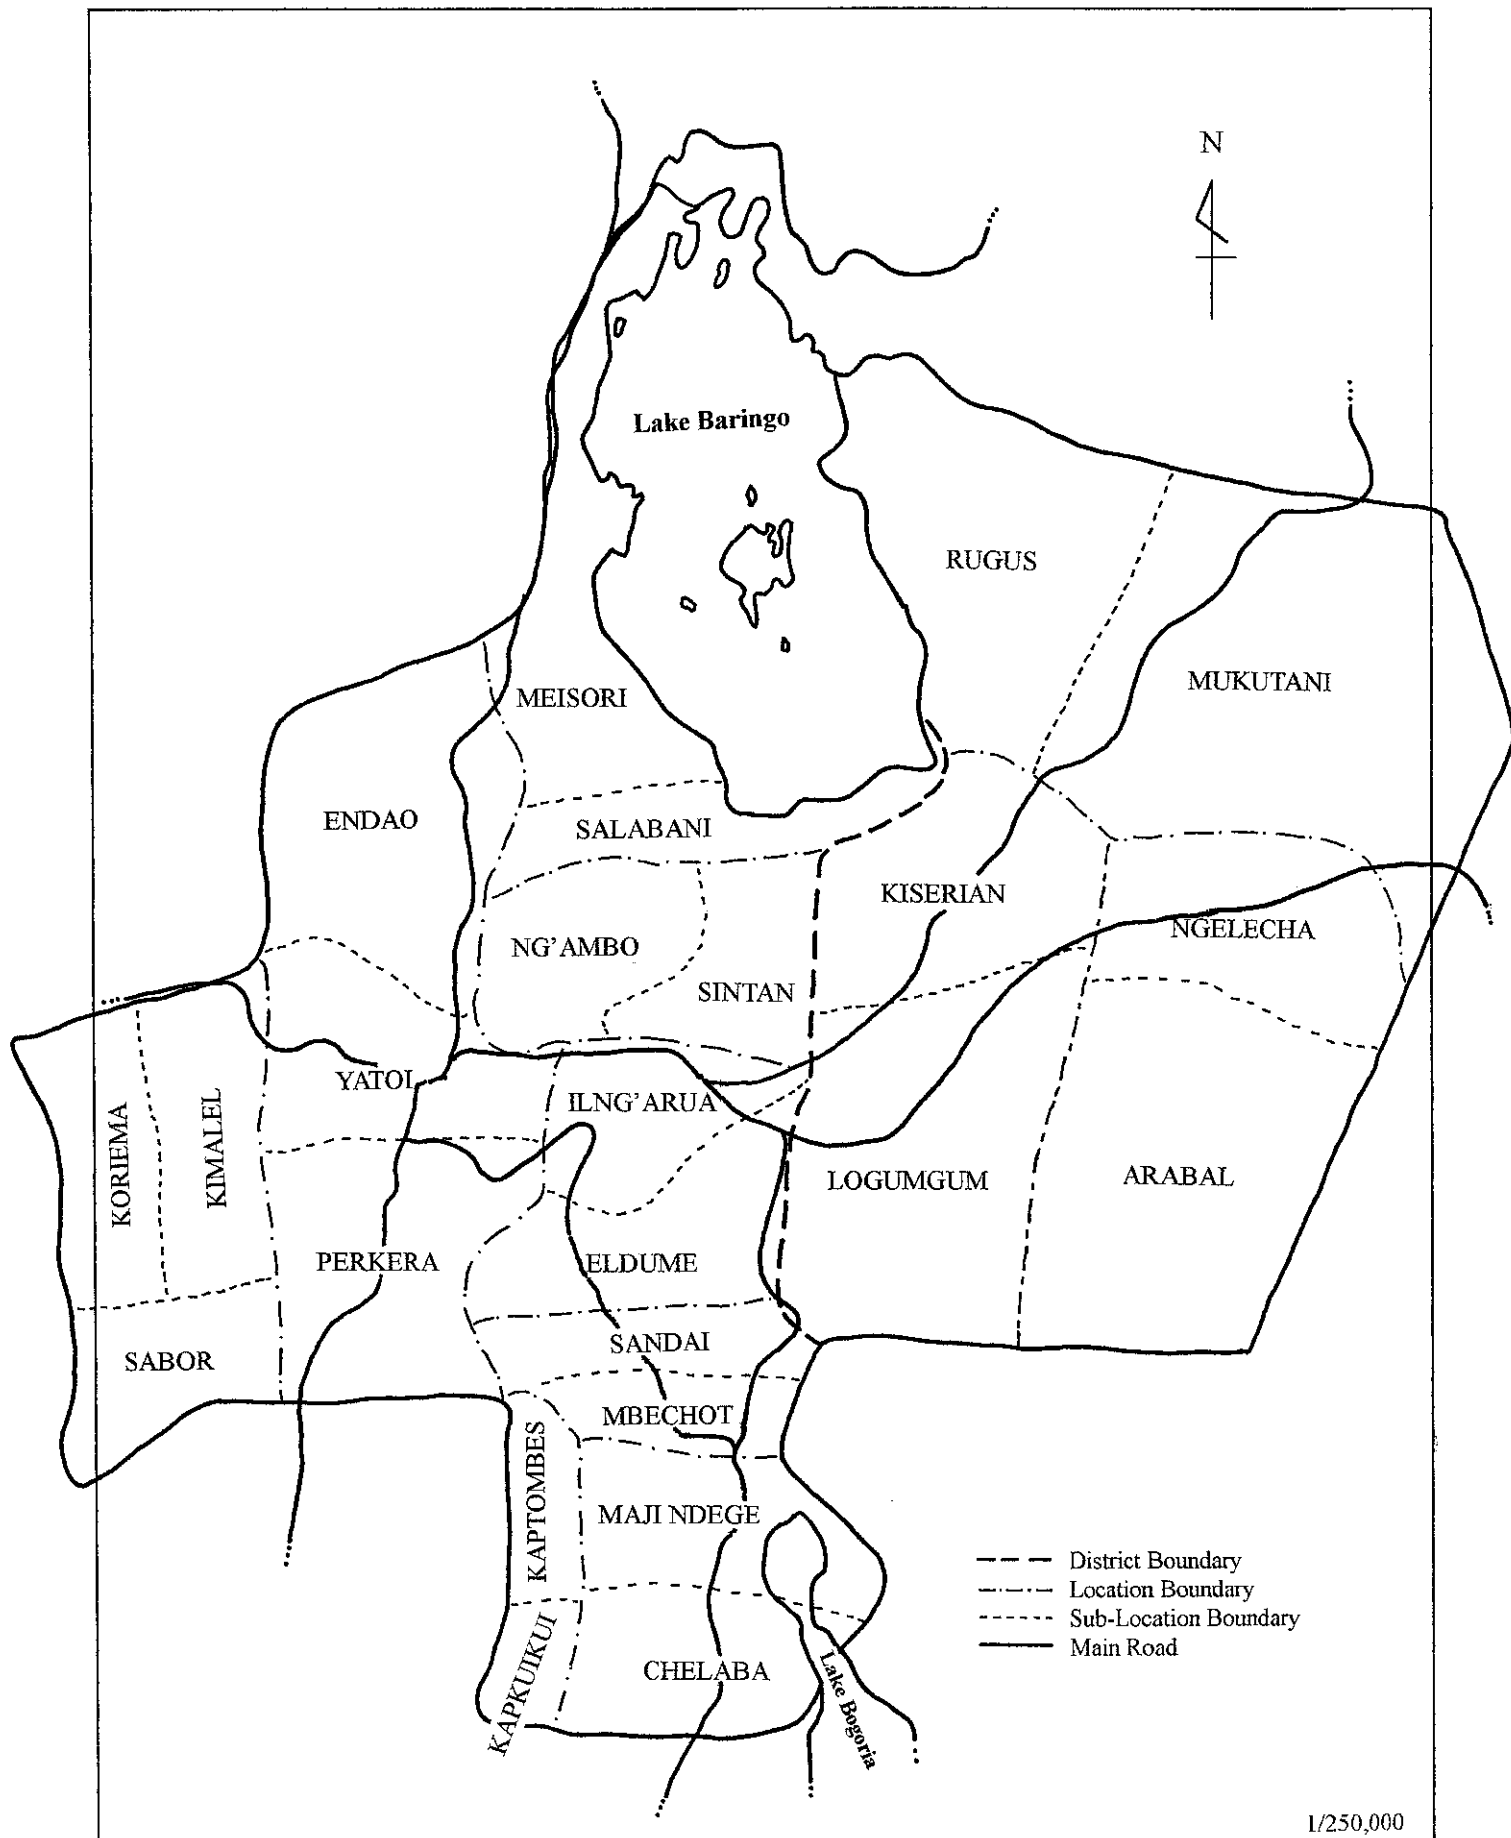 N
Lake Baringo
RUGUS
MUKUTANI
MEISORI
ENDAO
SALABANI
KISERIAN
NGELECHA
NG'AMBO
SINTAN
YATOI
ILNG'ARUA
KORIEMA
KIMALEL
LOGUMGUM
ARABAL
PERKERA
ELDUME
SANDAI
SABOR
MBECHOT
KAPTOMBES
MAJI NDEGE
District Boundary
Location Boundary
Sub-Location Boundary
Main Road
KAPKUIKUI
CHELABA
Lake Bogoria
1/250,000